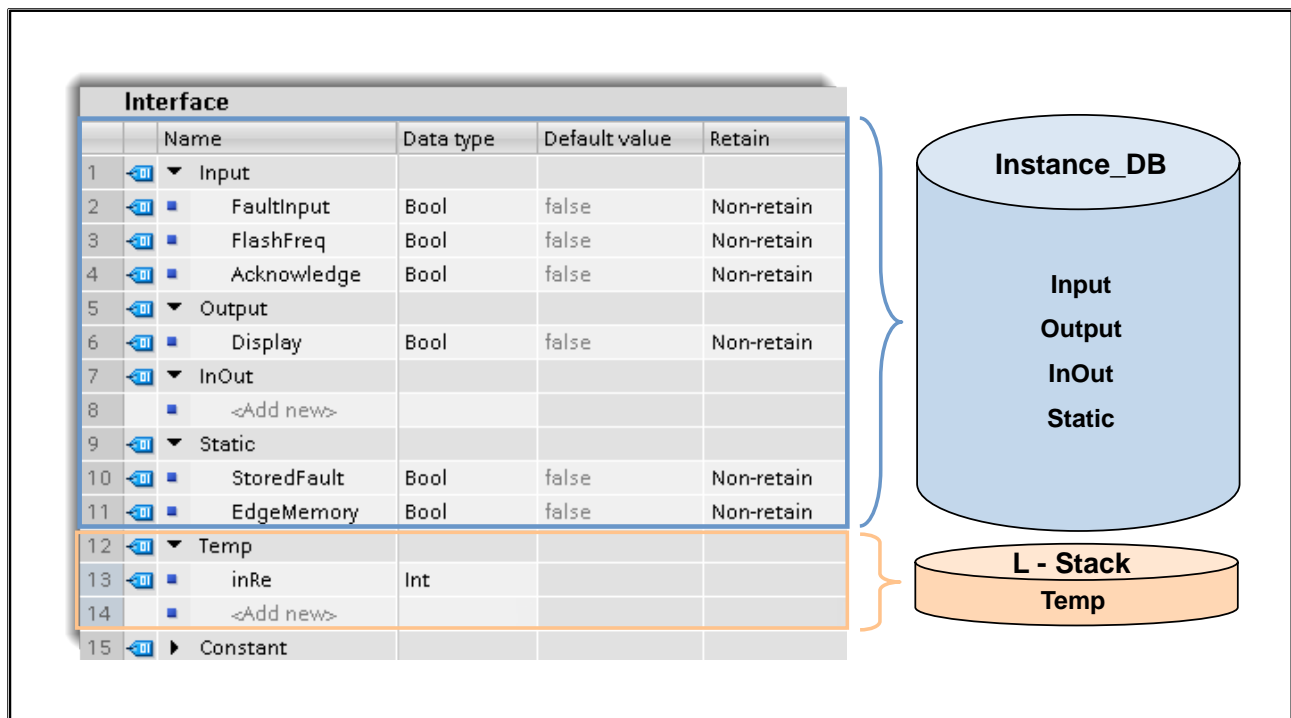 Interface
Name Data type Default value Retain
1 Input
2 FaultInput Bool false Non-retain
3 FlashFreq Bool false Non-retain
4 Acknowledge Bool false Non-retain
5 Output
6 Display Bool false Non-retain
7 InOut
8 <Add new>
9 Static
10 StoredFault Bool false Non-retain
11 EdgeMemory Bool false Non-retain
12 Temp
13 inRe Int
14 <Add new>
15 Constant
Instance_DB
Input
Output
InOut
Static
L - Stack
Temp